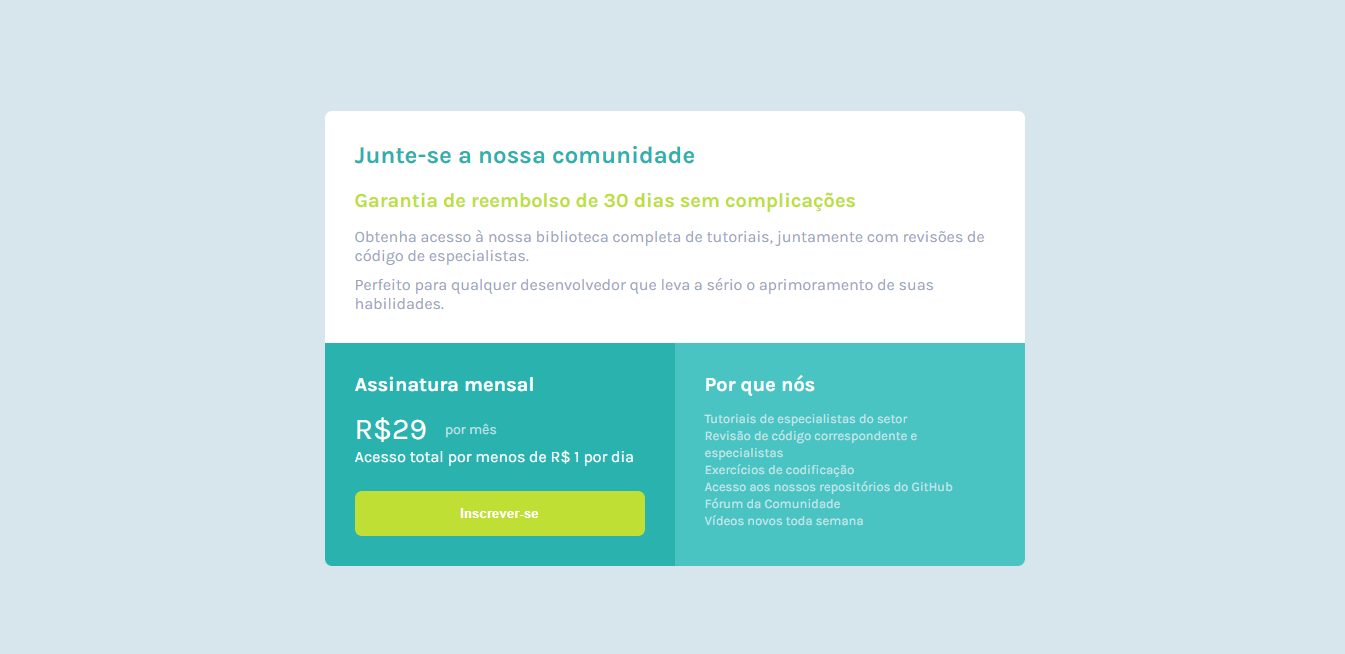 Junte-se a nossa comunidade
Garantia de reembolso de 30 dias sem complicações
Obtenha acesso à nossa biblioteca completa de tutoriais, juntamente com revisões de
código de especialistas.
Perfeito para qualquer desenvolvedor que leva a sério o aprimoramento de suas
habilidades.
Assinatura mensal
R$29 por mês
Acesso total por menos de R$ 1 por dia
Inscrever-se
Por que nós
Tutoriais de especialistas do setor
Revisão de código correspondente e
especialistas
Exercícios de codificação
Acesso aos nossos repositórios do GitHub
Fórum da Comunidade
Vídeos novos toda semana